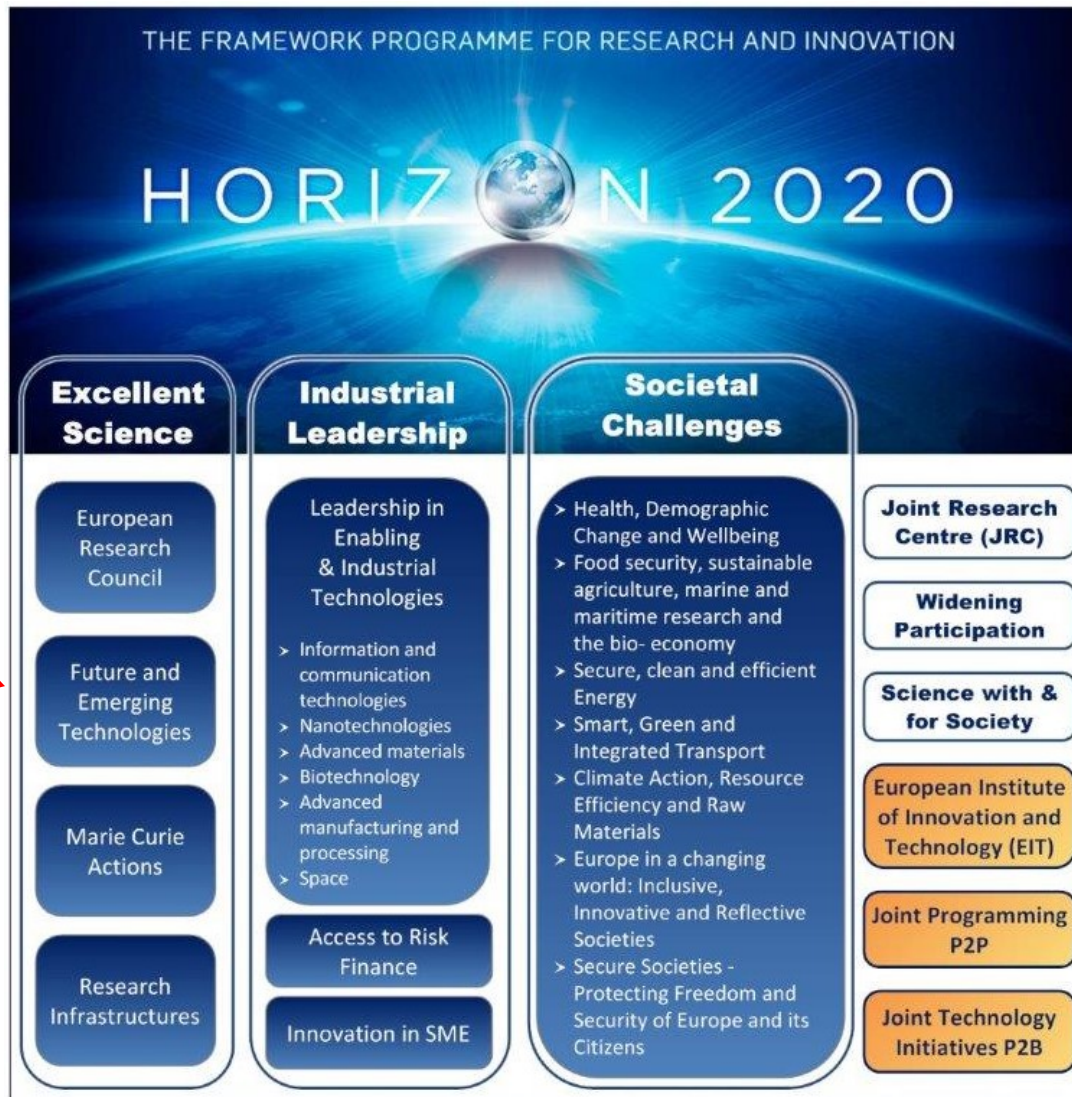 THE FRAMEWORK PROGRAMME FOR RESEARCH AND INNOVATION
HORIZON 2020
Excellent
Science
European
Research
Council
Future and
Emerging
Technologies
Marie Curie
Actions
Research
Infrastructures
Industrial
Leadership
Leadership in
Enabling
& Industrial
Technologies
➢ Information and
communication
technologies
➢ Nanotechnologies
➢ Advanced materials
➢ Biotechnology
➢ Advanced
manufacturing and
processing
➢ Space
Access to Risk
Finance
Innovation in SME
Societal
Challenges
➢ Health, Demographic
Change and Wellbeing
➢ Food security, sustainable
agriculture, marine and
maritime research and
the bio- economy
➢ Secure, clean and efficient
Energy
➢ Smart, Green and
Integrated Transport
➢ Climate Action, Resource
Efficiency and Raw
Materials
➢ Europe in a changing
world: Inclusive,
Innovative and Reflective
Societies
➢ Secure Societies -
Protecting Freedom and
Security of Europe and its
Citizens
Joint Research
Centre (JRC)
Widening
Participation
Science with &
for Society
European Institute
of Innovation and
Technology (EIT)
Joint Programming
P2P
Joint Technology
Initiatives P2B